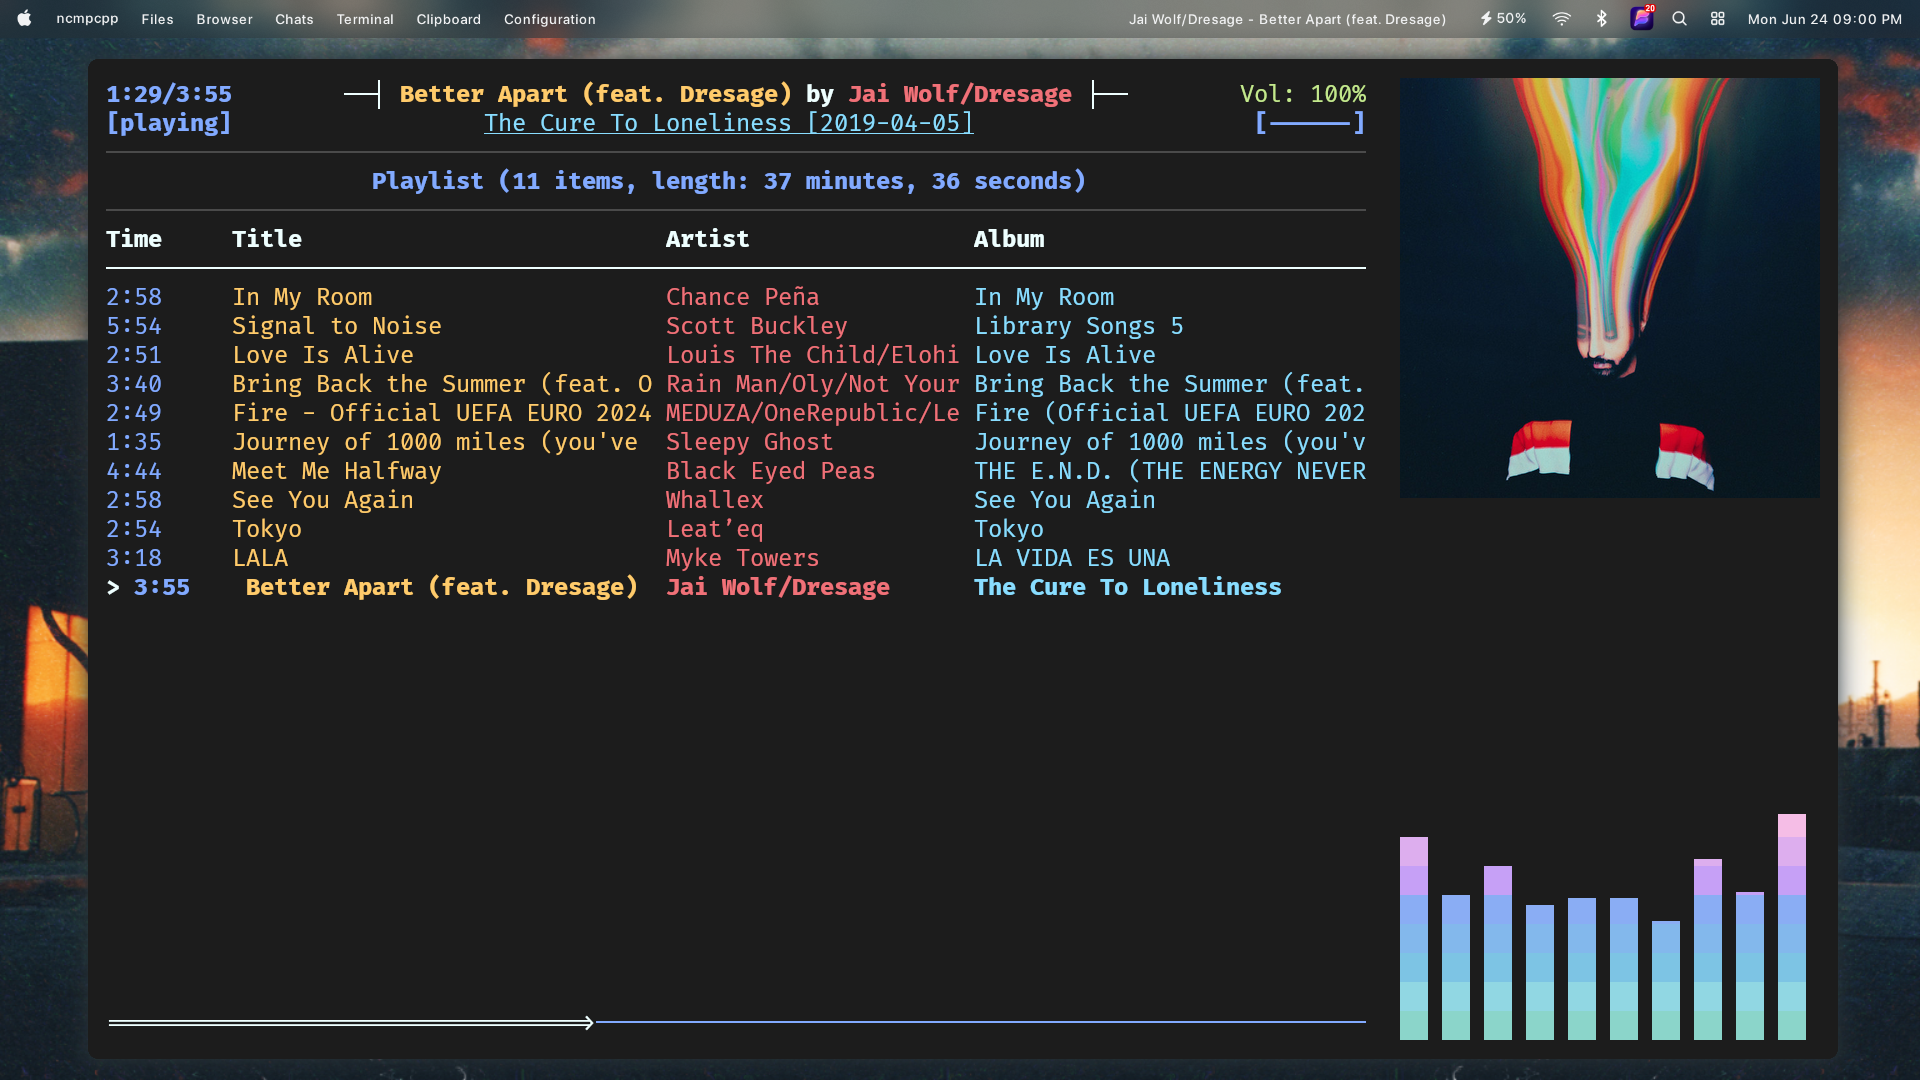 ncmpcpp Files Browser Chats Terminal Clipboard Configuration Jai Wolf/Dresage - Better Apart (feat. Dresage) 50% 20 Mon Jun 24 09:00 PM
1:29/3:55 Better Apart (feat. Dresage) by Jai Wolf/Dresage Vol: 100%
[playing] The Cure To Loneliness [2019-04-05] [------]
Playlist (11 items, length: 37 minutes, 36 seconds)
Time Title Artist Album
2:58 In My Room Chance Peña In My Room
5:54 Signal to Noise Scott Buckley Library Songs 5
2:51 Love Is Alive Louis The Child/Elohi Love Is Alive
3:40 Bring Back the Summer (feat. O Rain Man/Oly/Not Your Bring Back the Summer (feat.
2:49 Fire - Official UEFA EURO 2024 MEDUZA/OneRepublic/Le Fire (Official UEFA EURO 202
1:35 Journey of 1000 miles (you've Sleepy Ghost Journey of 1000 miles (you'v
4:44 Meet Me Halfway Black Eyed Peas THE E.N.D. (THE ENERGY NEVER
2:58 See You Again Whallex See You Again
2:54 Tokyo Leat’eq Tokyo
3:18 LALA Myke Towers LA VIDA ES UNA
> 3:55 Better Apart (feat. Dresage) Jai Wolf/Dresage The Cure To Loneliness